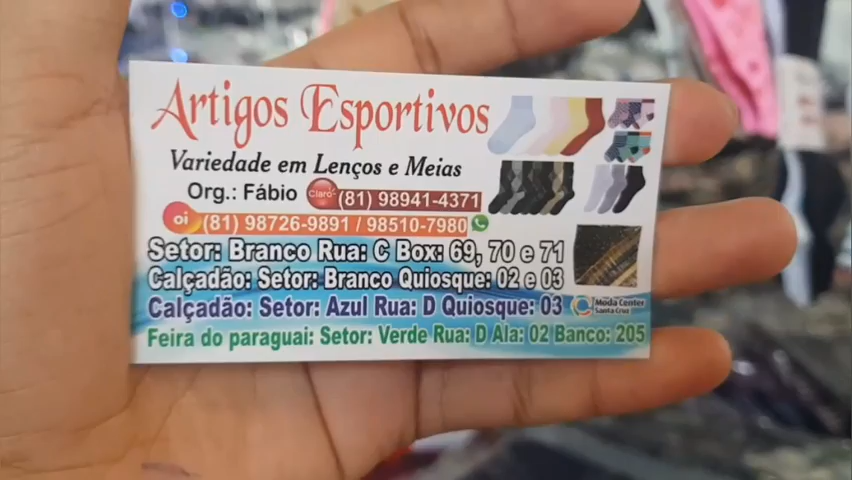 Artigos Esportivos
Variedade em Lenços e Meias
Org.: Fábio Claro (81) 98941-4371
oi (81) 98726-9891 / 98510-7980
Setor: Branco Rua: C Box: 69, 70 e 71
Calçadão: Setor: Branco Quiosque: 02 e 03
Calçadão: Setor: Azul Rua: D Quiosque: 03
Moda Center
Santa Cruz
Feira do paraguai: Setor: Verde Rua: D Ala: 02 Banco: 205